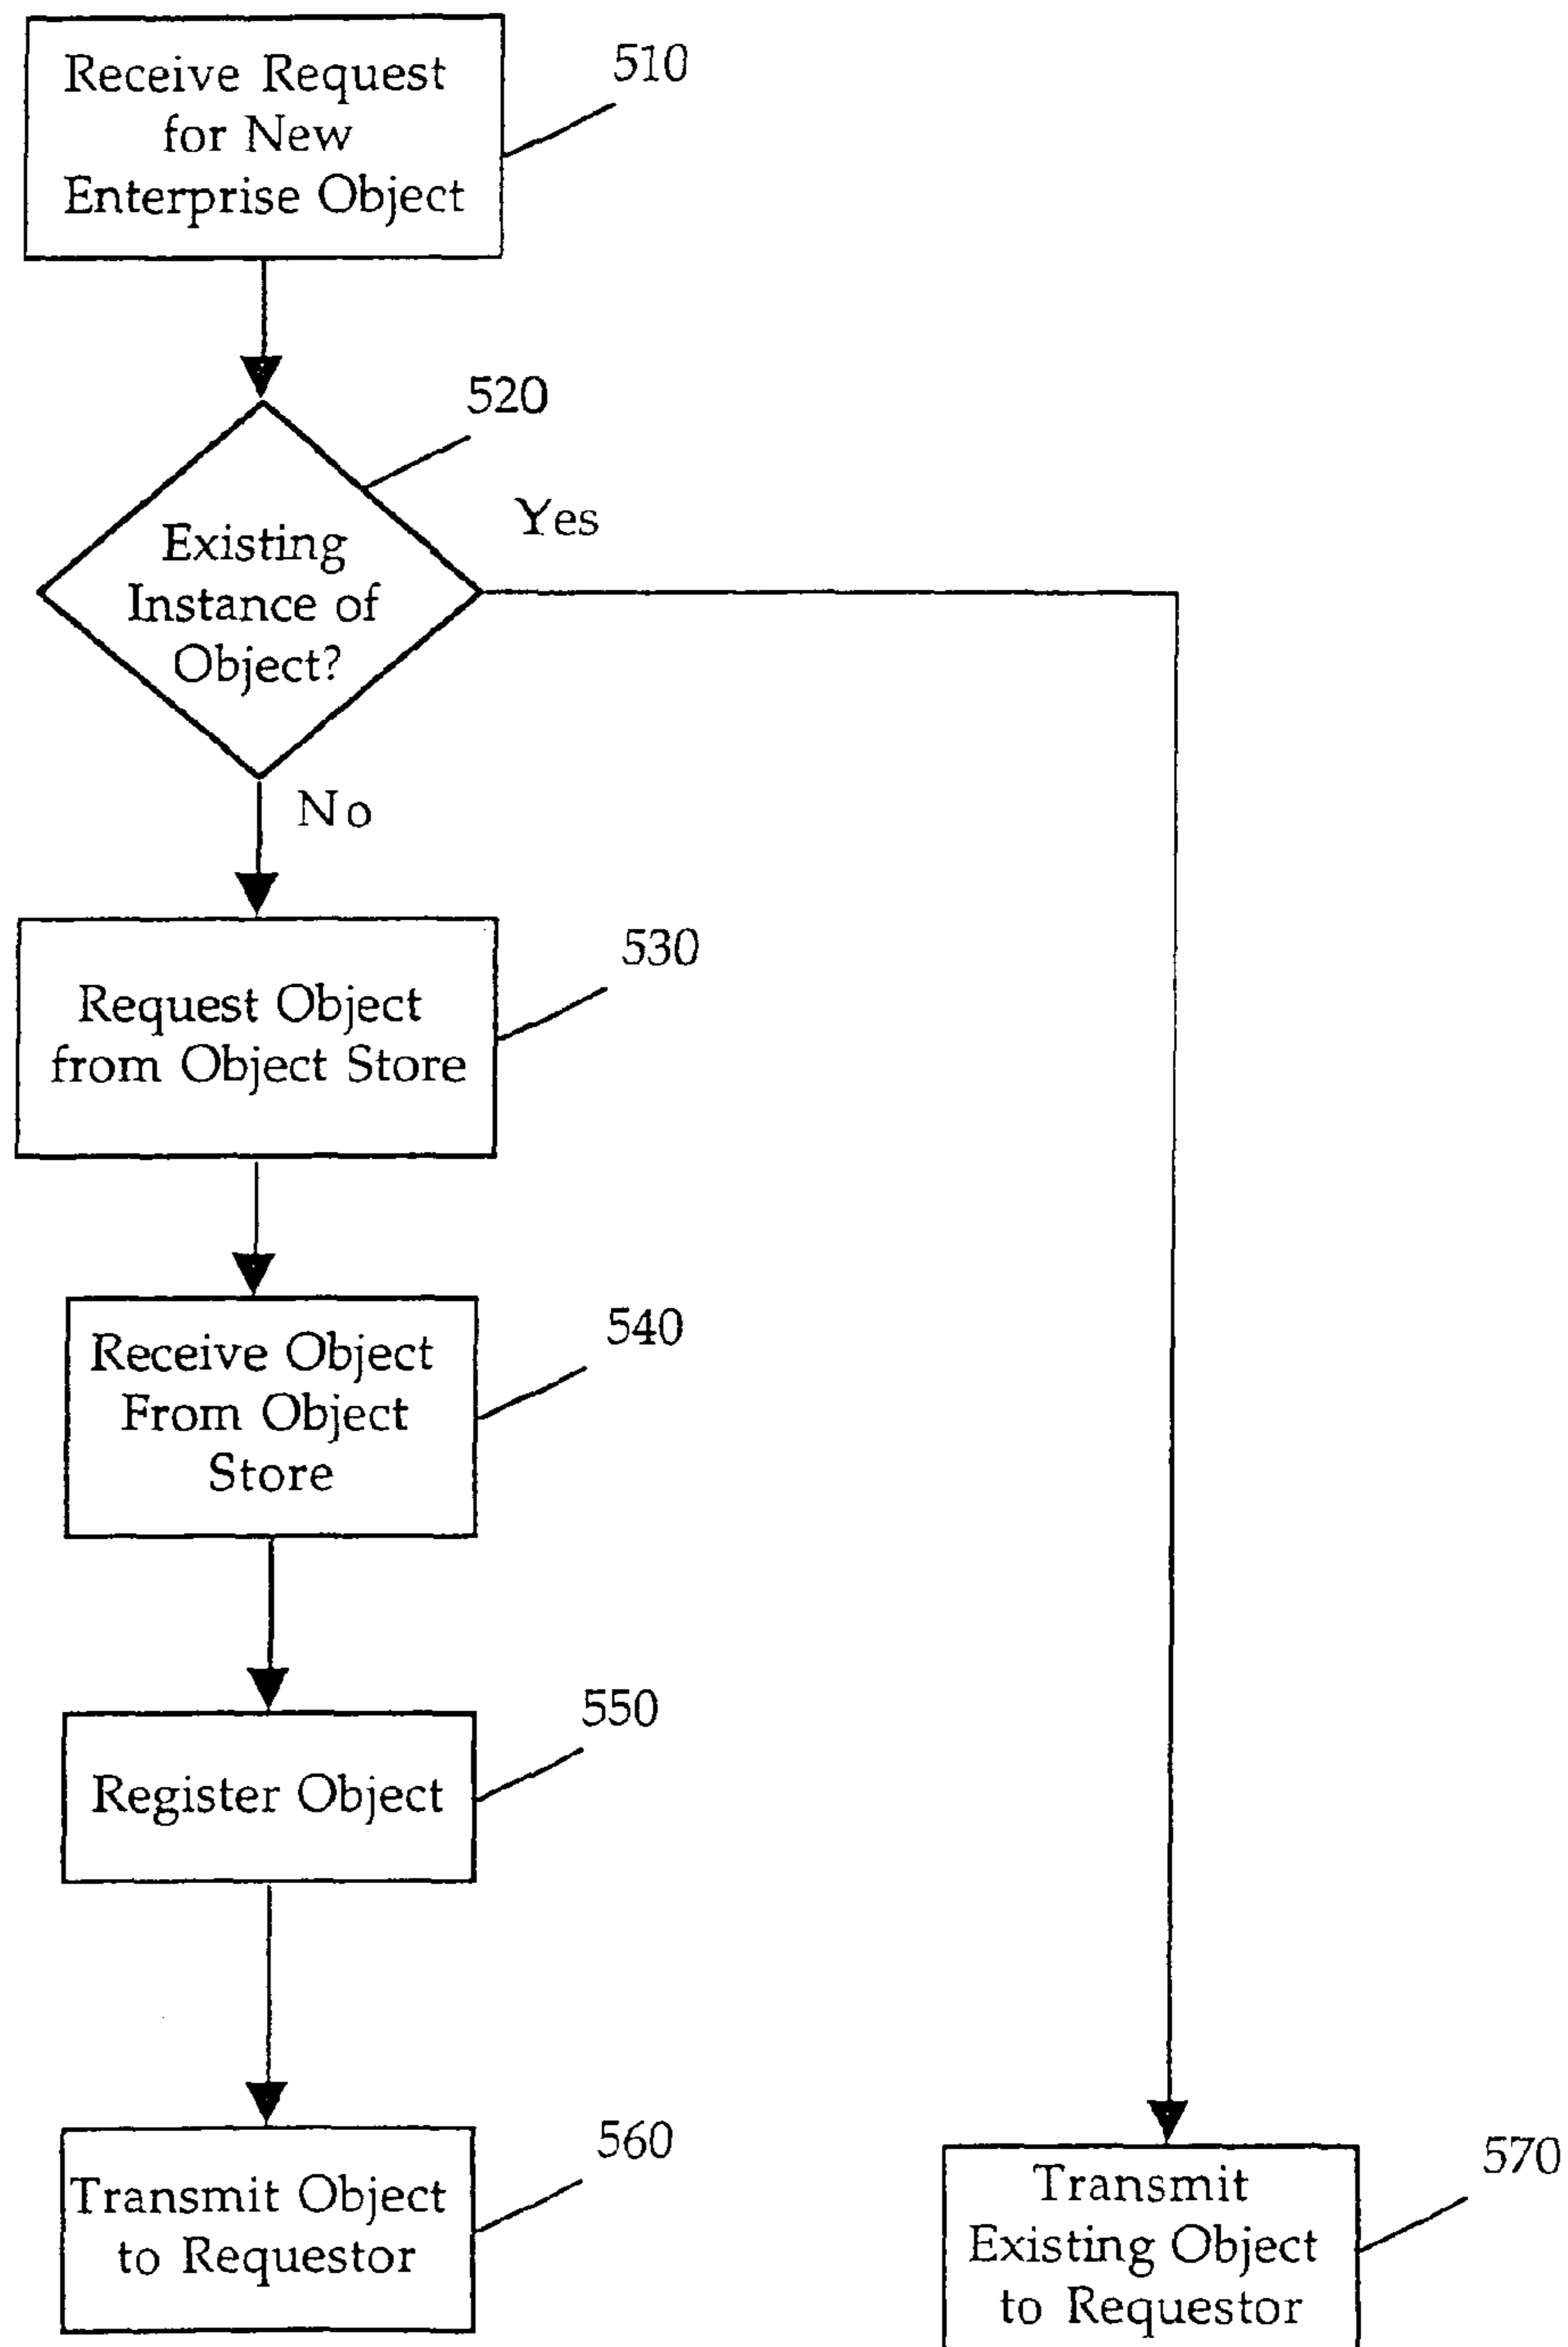 Receive Request
for New
Enterprise Object
510
520
Existing
Instance of
Object?
Yes
No
530
Request Object
from Object Store
540
Receive Object
From Object
Store
550
Register Object
560
Transmit Object
to Requestor
570
Transmit
Existing Object
to Requestor